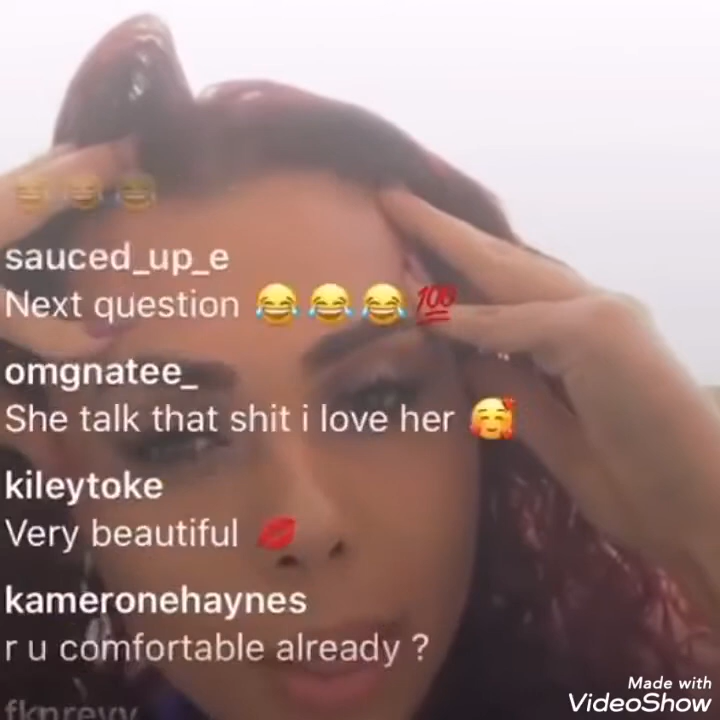 😂 😂 😂
sauced_up_e
Next question 😂 😂 😂 💯
omgnatee_
She talk that shit i love her 🥰
kileytoke
Very beautiful 💋
kameronehaynes
r u comfortable already ?
Made with
VideoShow